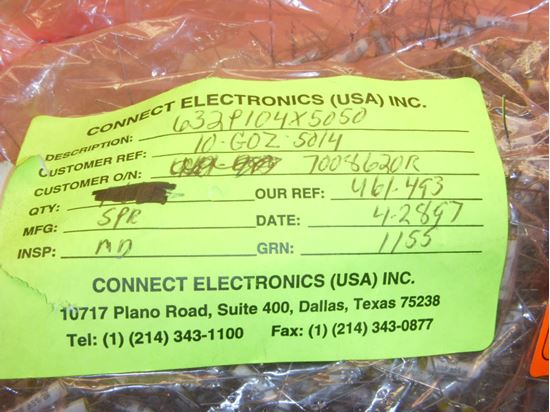 CONNECT ELECTRONICS (USA) INC.
DESCRIPTION: 632P104X5050
CUSTOMER REF: 10-GOZ-5014
CUSTOMER O/N: 7008620R
QTY: OUR REF: 461-493
MFG: SPR DATE: 4-28-97
INSP: MD GRN: 1155
CONNECT ELECTRONICS (USA) INC.
10717 Plano Road, Suite 400, Dallas, Texas 75238
Tel: (1) (214) 343-1100 Fax: (1) (214) 343-0877